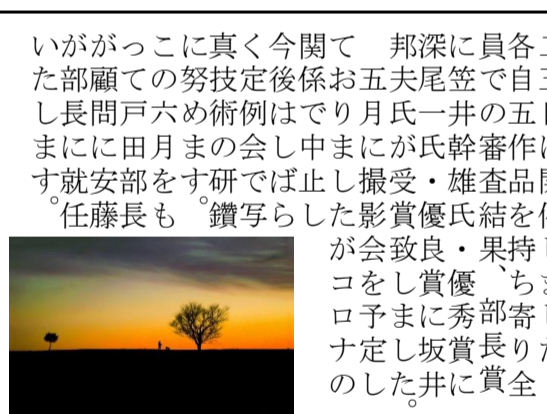 各自五作品を持ち寄り全
員での審査結果、部長賞
に笠井幹雄氏・優秀賞に
深尾一氏・優良賞に坂井
邦夫氏が受賞致しました。
　五月に撮影会を予定し
ておりましたがコロナの
関係で中止し
今後はしばら
く定例会で写
真技術の研鑽
に努めます。
この六月をも
って戸田部長
が顧問に安藤
が部長に就任
いたします。